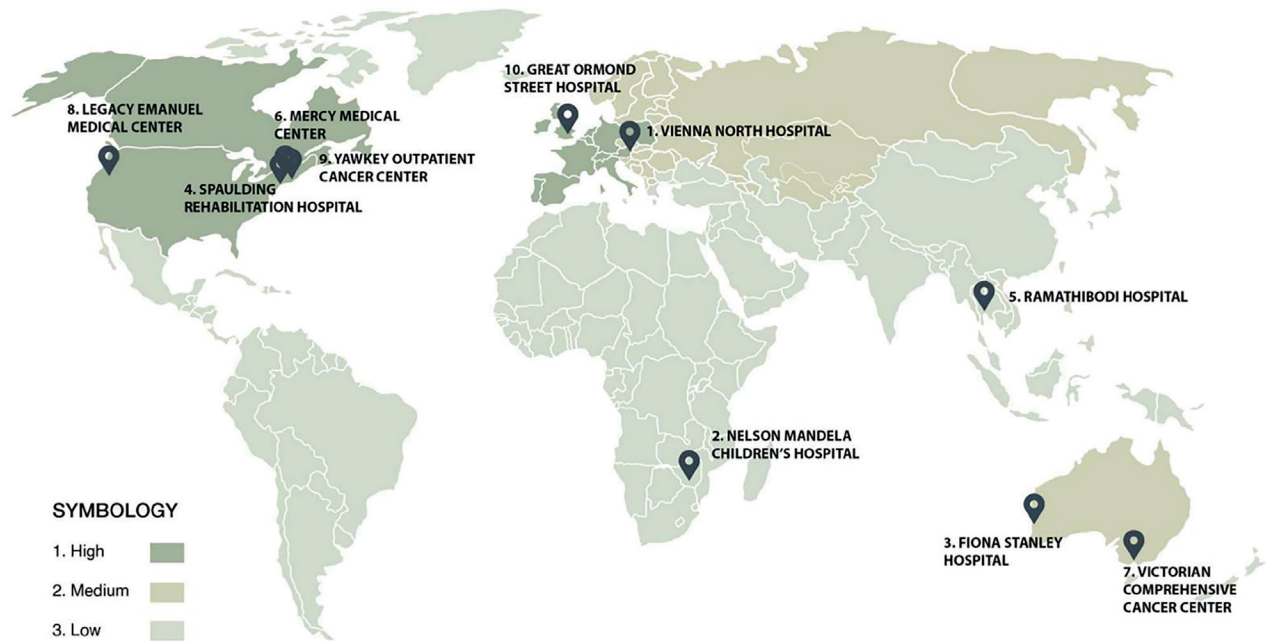 10. GREAT ORMOND
STREET HOSPITAL
8. LEGACY EMANUEL
MEDICAL CENTER
6. MERCY MEDICAL
CENTER
1. VIENNA NORTH HOSPITAL
9. YAWKEY OUTPATIENT
CANCER CENTER
4. SPAULDING
REHABILITATION HOSPITAL
5. RAMATHIBODI HOSPITAL
2. NELSON MANDELA
CHILDREN'S HOSPITAL
3. FIONA STANLEY
HOSPITAL
7. VICTORIAN
COMPREHENSIVE
CANCER CENTER
SYMBOLOGY
1. High
2. Medium
3. Low